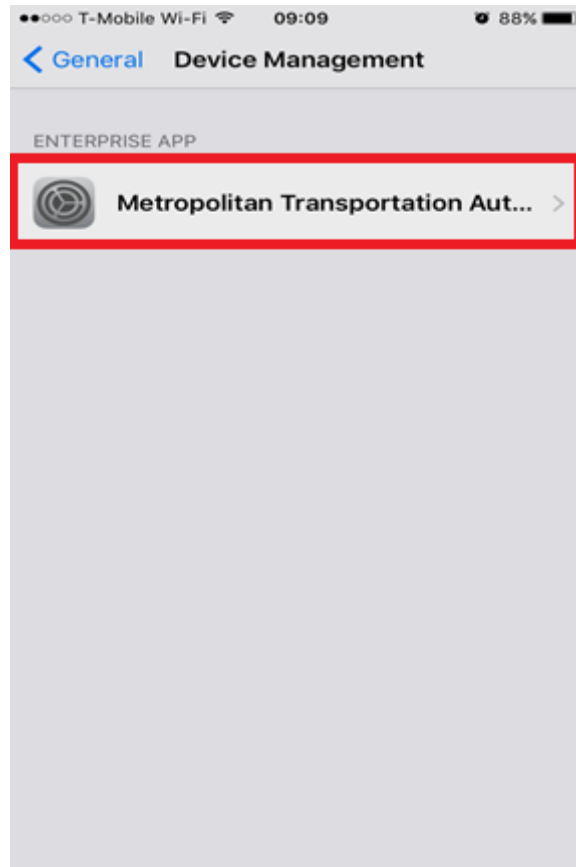 T-Mobile Wi-Fi 09:09 88%
General Device Management
ENTERPRISE APP
Metropolitan Transportation Aut...